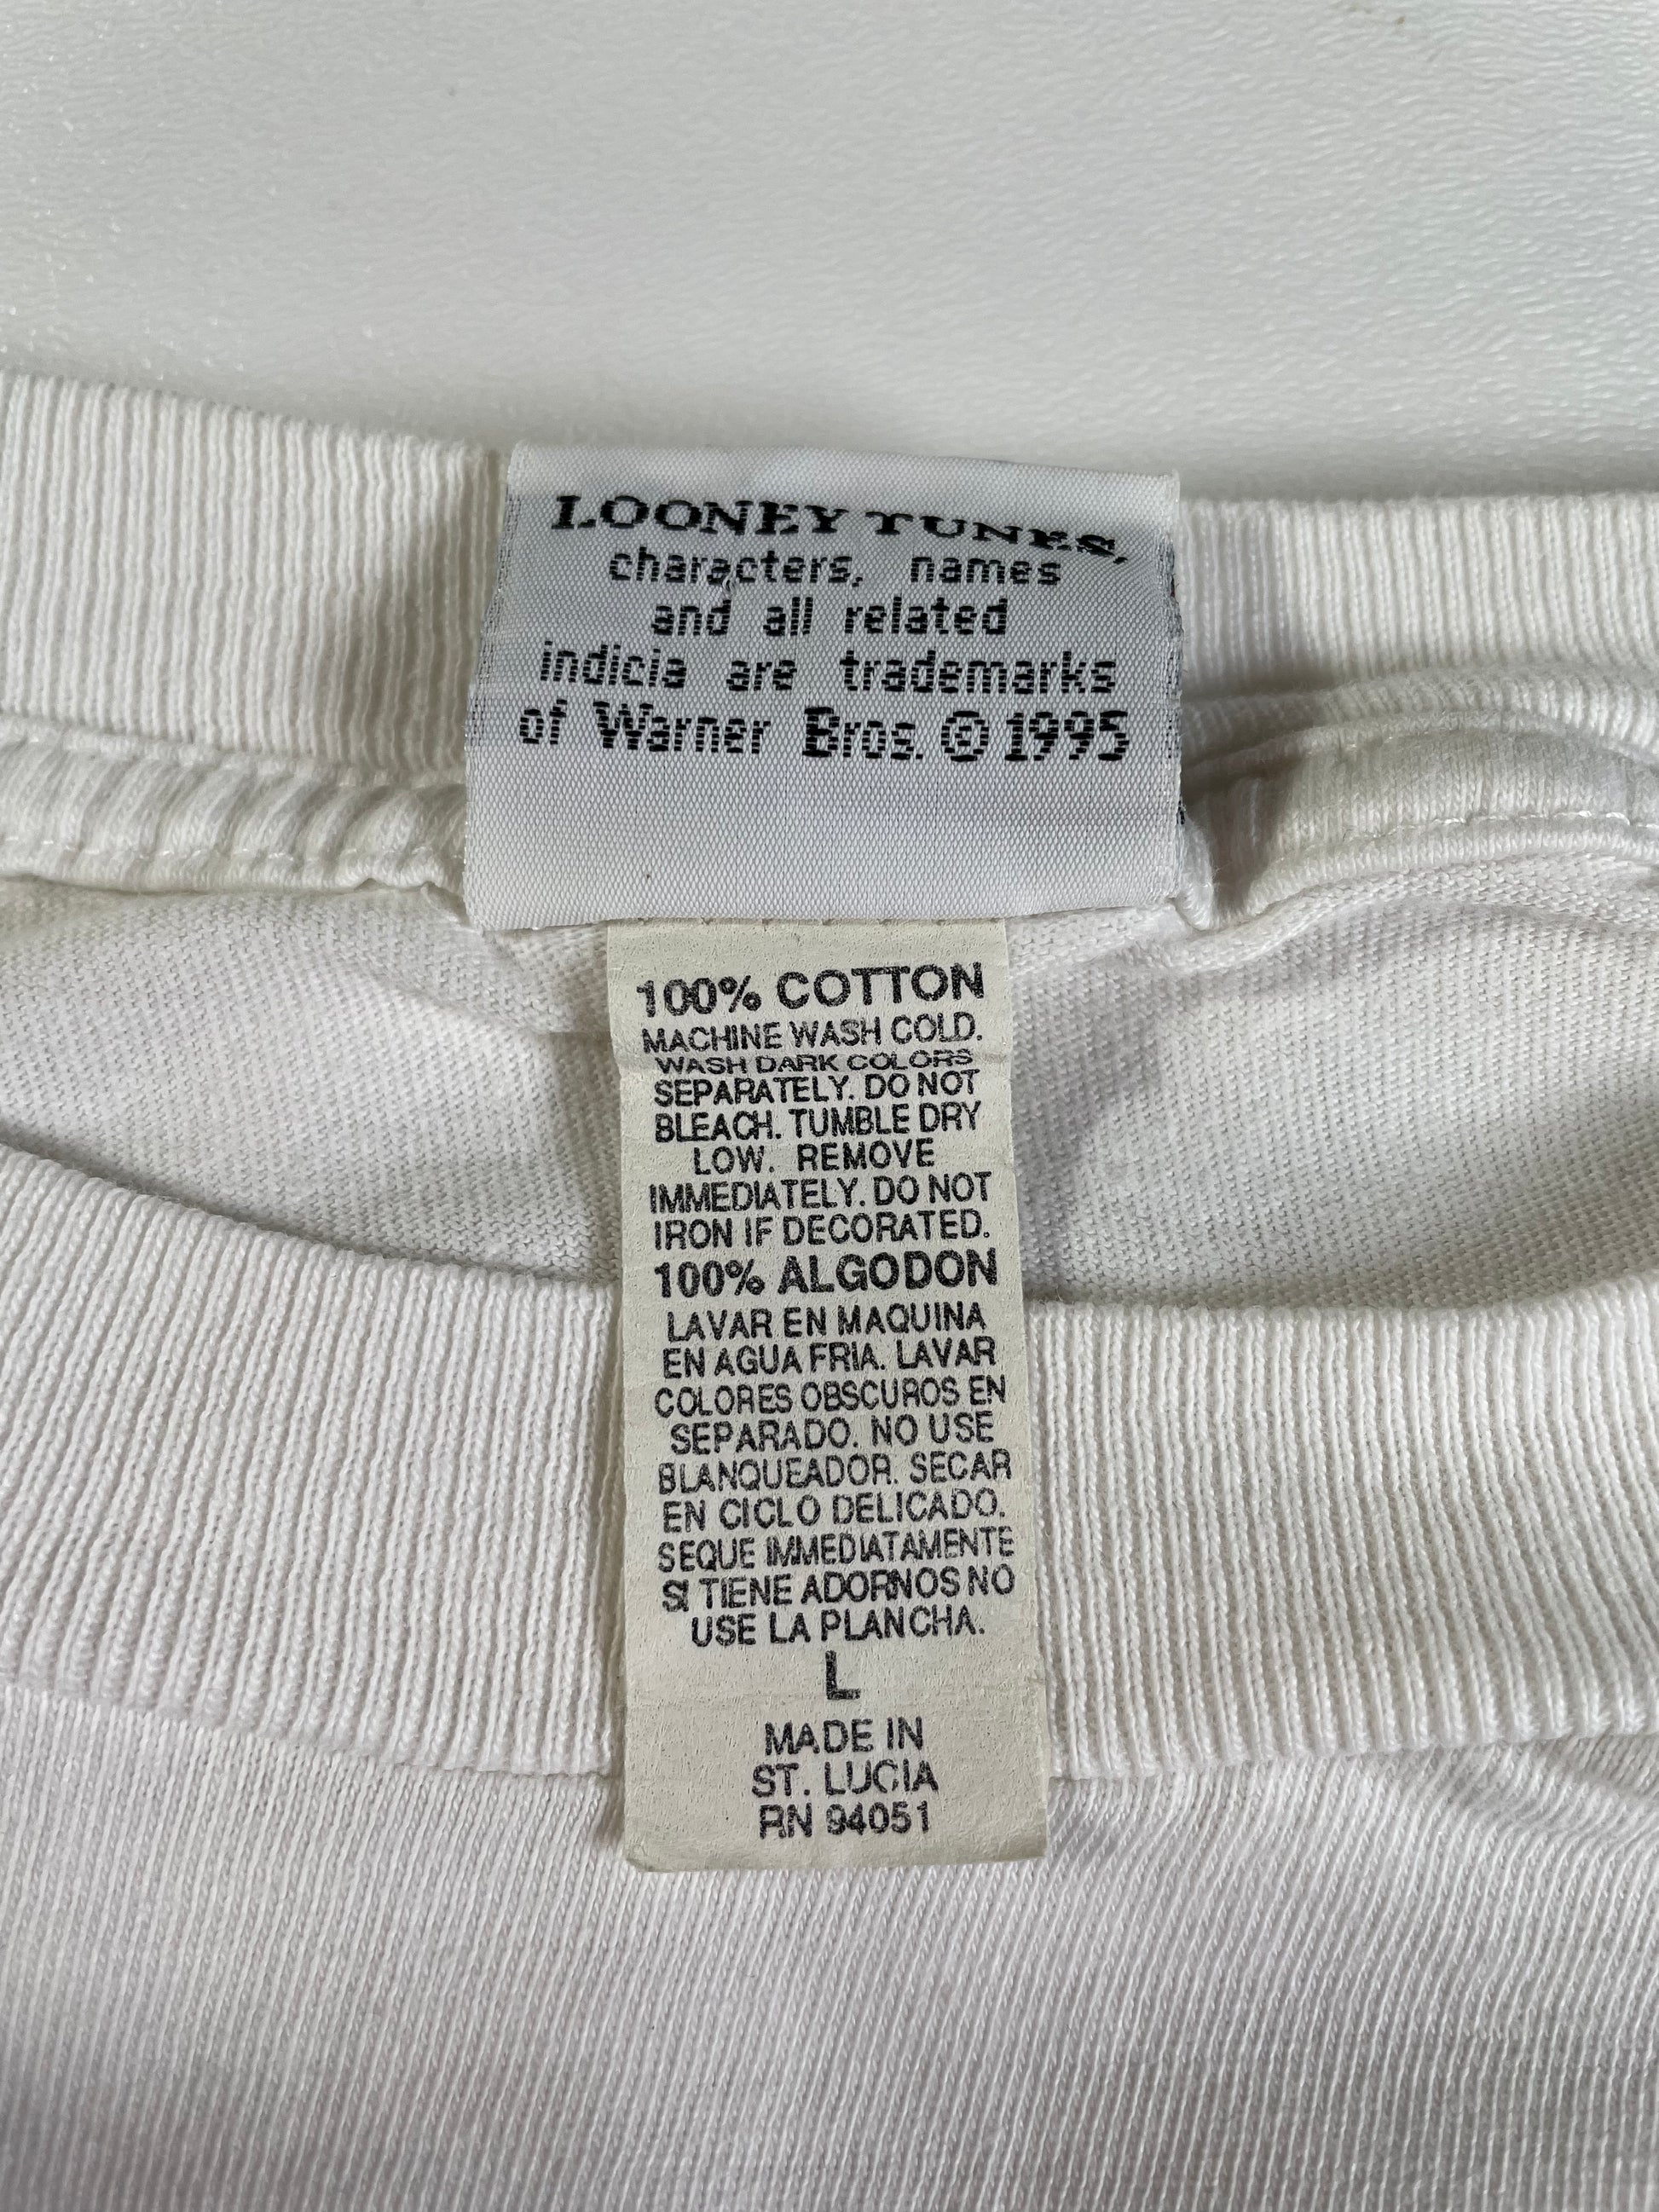 LOONEY TUNES,
characters, names
and all related
indicia are trademarks
of Warner Bros. © 1995
100% COTTON
MACHINE WASH COLD.
WASH DARK COLORS
SEPARATELY. DO NOT
BLEACH. TUMBLE DRY
LOW. REMOVE
IMMEDIATELY. DO NOT
IRON IF DECORATED.
100% ALGODON
LAVAR EN MAQUINA
EN AGUA FRIA. LAVAR
COLORES OBSCUROS EN
SEPARADO. NO USE
BLANQUEADOR. SECAR
EN CICLO DELICADO.
SEQUE IMMEDIATAMENTE
SI TIENE ADORNOS NO
USE LA PLANCHA.
L
MADE IN
ST. LUCIA
RN 94051